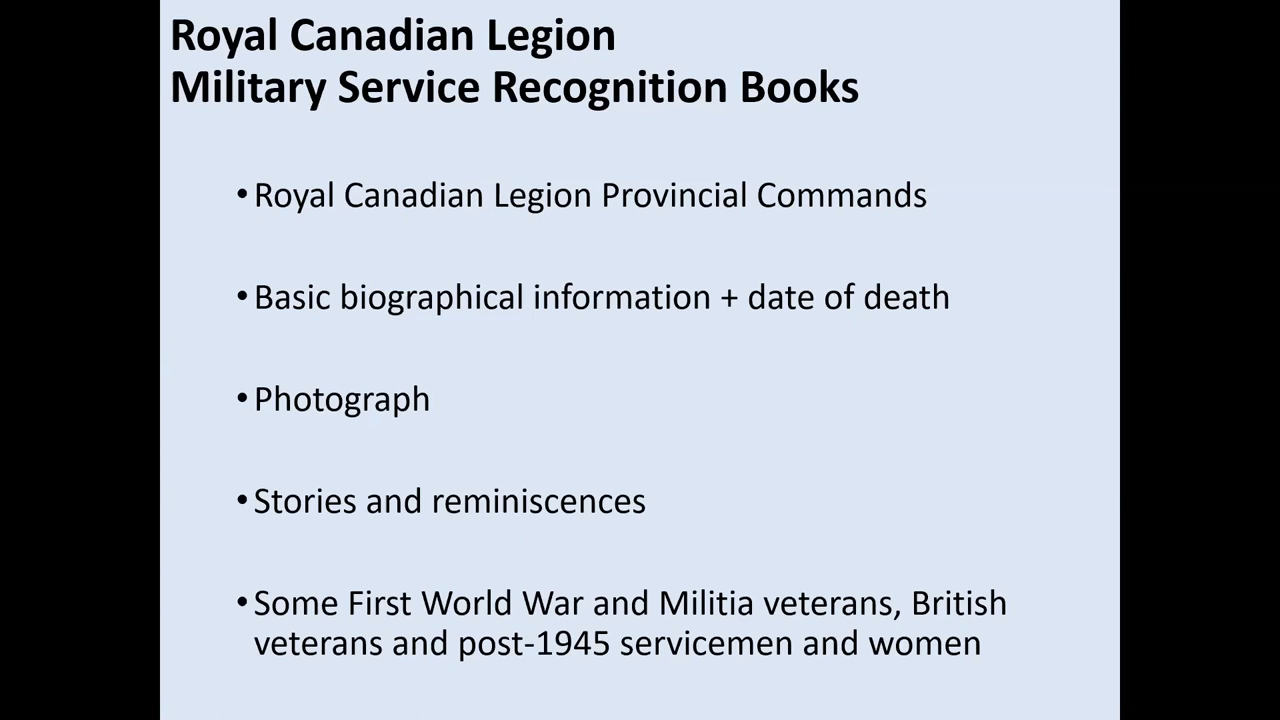 Royal Canadian Legion
Military Service Recognition Books
•Royal Canadian Legion Provincial Commands
•Basic biographical information + date of death
•Photograph
•Stories and reminiscences
•Some First World War and Militia veterans, British
veterans and post-1945 servicemen and women